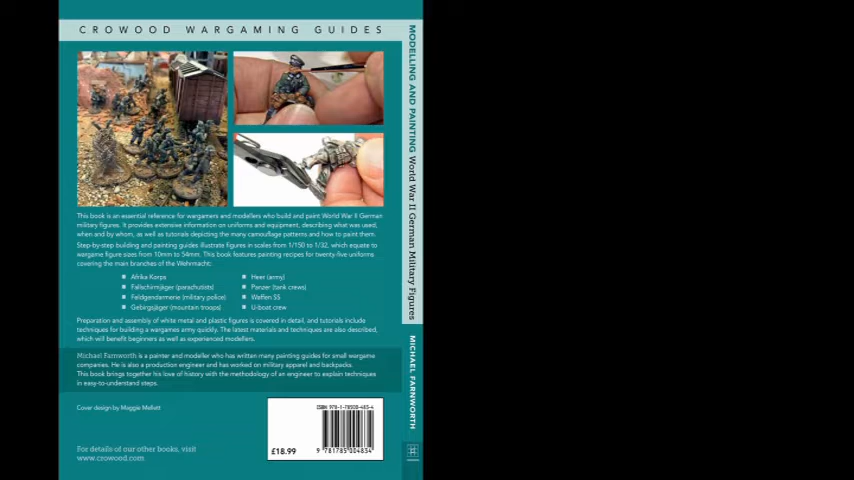 CROWOOD WARGAMING GUIDES
This book is an essential reference for wargamers and modellers who build and paint World War II German
military figures. It provides extensive information on uniforms and equipment, describing what was used,
when and by whom, as well as tutorials depicting the many camouflage patterns and how to paint them.
Step-by-step building and painting guides illustrate figures in scales from 1/150 to 1/32, which equate to
wargame figure sizes from 10mm to 54mm. This book features painting recipes for twenty-five uniforms
covering the main branches of the Wehrmacht:
Afrika Korps
Fallschirmjäger (parachutists)
Feldgendarmerie (military police)
Gebirgsjäger (mountain troops)
Heer (army)
Panzer (tank crews)
Waffen SS
U-boat crew
Preparation and assembly of white metal and plastic figures is covered in detail, and tutorials include
techniques for building a wargames army quickly. The latest materials and techniques are also described,
which will benefit beginners as well as experienced modellers.
Michael Farnworth is a painter and modeller who has written many painting guides for small wargame
companies. He is also a production engineer and has worked on military apparel and backpacks.
This book brings together his love of history with the methodology of an engineer to explain techniques
in easy-to-understand steps.
Cover design by Maggie Mellett
For details of our other books, visit
www.crowood.com
ISBN 978-1-78500-483-4
£18.99
9 781785 004834
MODELLING AND PAINTING World War II German Military Figures
MICHAEL FARNWORTH